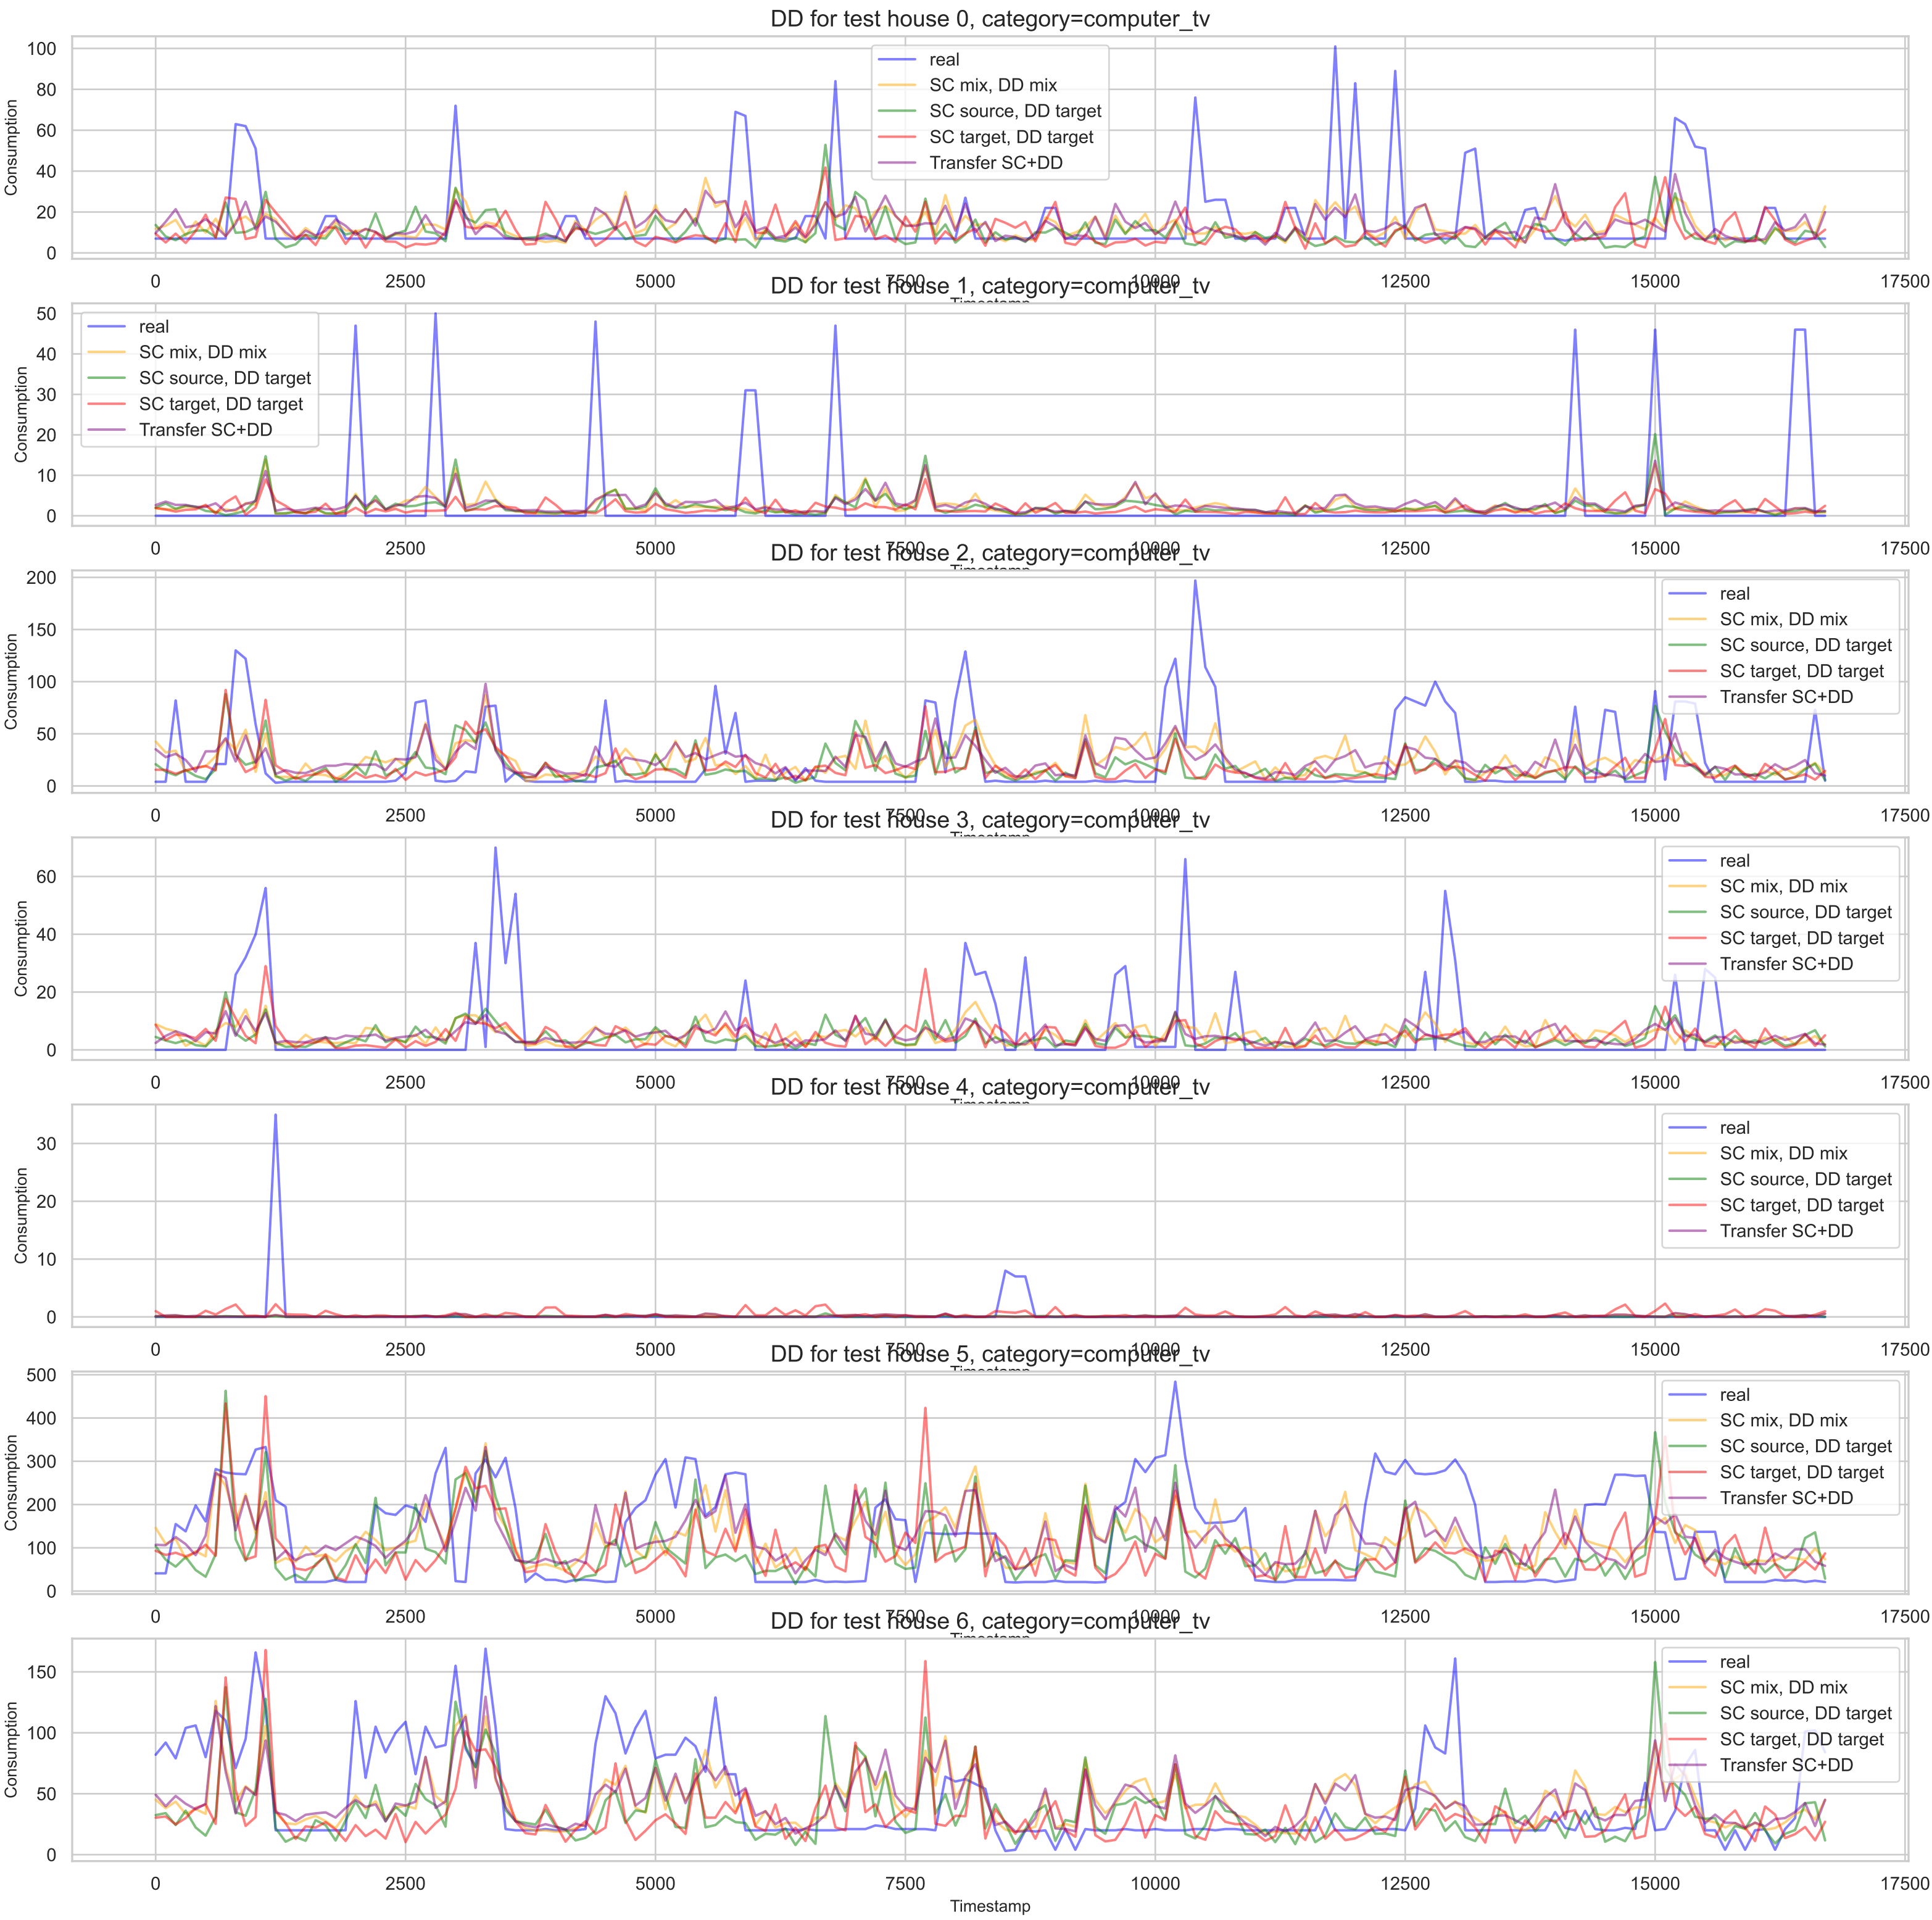 DD for test house 0, category=computer_tv
Consumption
100
80
60
40
20
0
real
SC mix, DD mix
SC source, DD target
SC target, DD target
Transfer SC+DD
0 2500 5000 7500 10000 12500 15000 17500
Timestamp
DD for test house 1, category=computer_tv
Consumption
50
40
30
20
10
0
real
SC mix, DD mix
SC source, DD target
SC target, DD target
Transfer SC+DD
0 2500 5000 7500 10000 12500 15000 17500
Timestamp
DD for test house 2, category=computer_tv
Consumption
200
150
100
50
0
real
SC mix, DD mix
SC source, DD target
SC target, DD target
Transfer SC+DD
0 2500 5000 7500 10000 12500 15000 17500
Timestamp
DD for test house 3, category=computer_tv
Consumption
60
40
20
0
real
SC mix, DD mix
SC source, DD target
SC target, DD target
Transfer SC+DD
0 2500 5000 7500 10000 12500 15000 17500
Timestamp
DD for test house 4, category=computer_tv
Consumption
30
20
10
0
real
SC mix, DD mix
SC source, DD target
SC target, DD target
Transfer SC+DD
0 2500 5000 7500 10000 12500 15000 17500
Timestamp
DD for test house 5, category=computer_tv
Consumption
500
400
300
200
100
0
real
SC mix, DD mix
SC source, DD target
SC target, DD target
Transfer SC+DD
0 2500 5000 7500 10000 12500 15000 17500
Timestamp
DD for test house 6, category=computer_tv
Consumption
150
100
50
0
real
SC mix, DD mix
SC source, DD target
SC target, DD target
Transfer SC+DD
0 2500 5000 7500 10000 12500 15000 17500
Timestamp